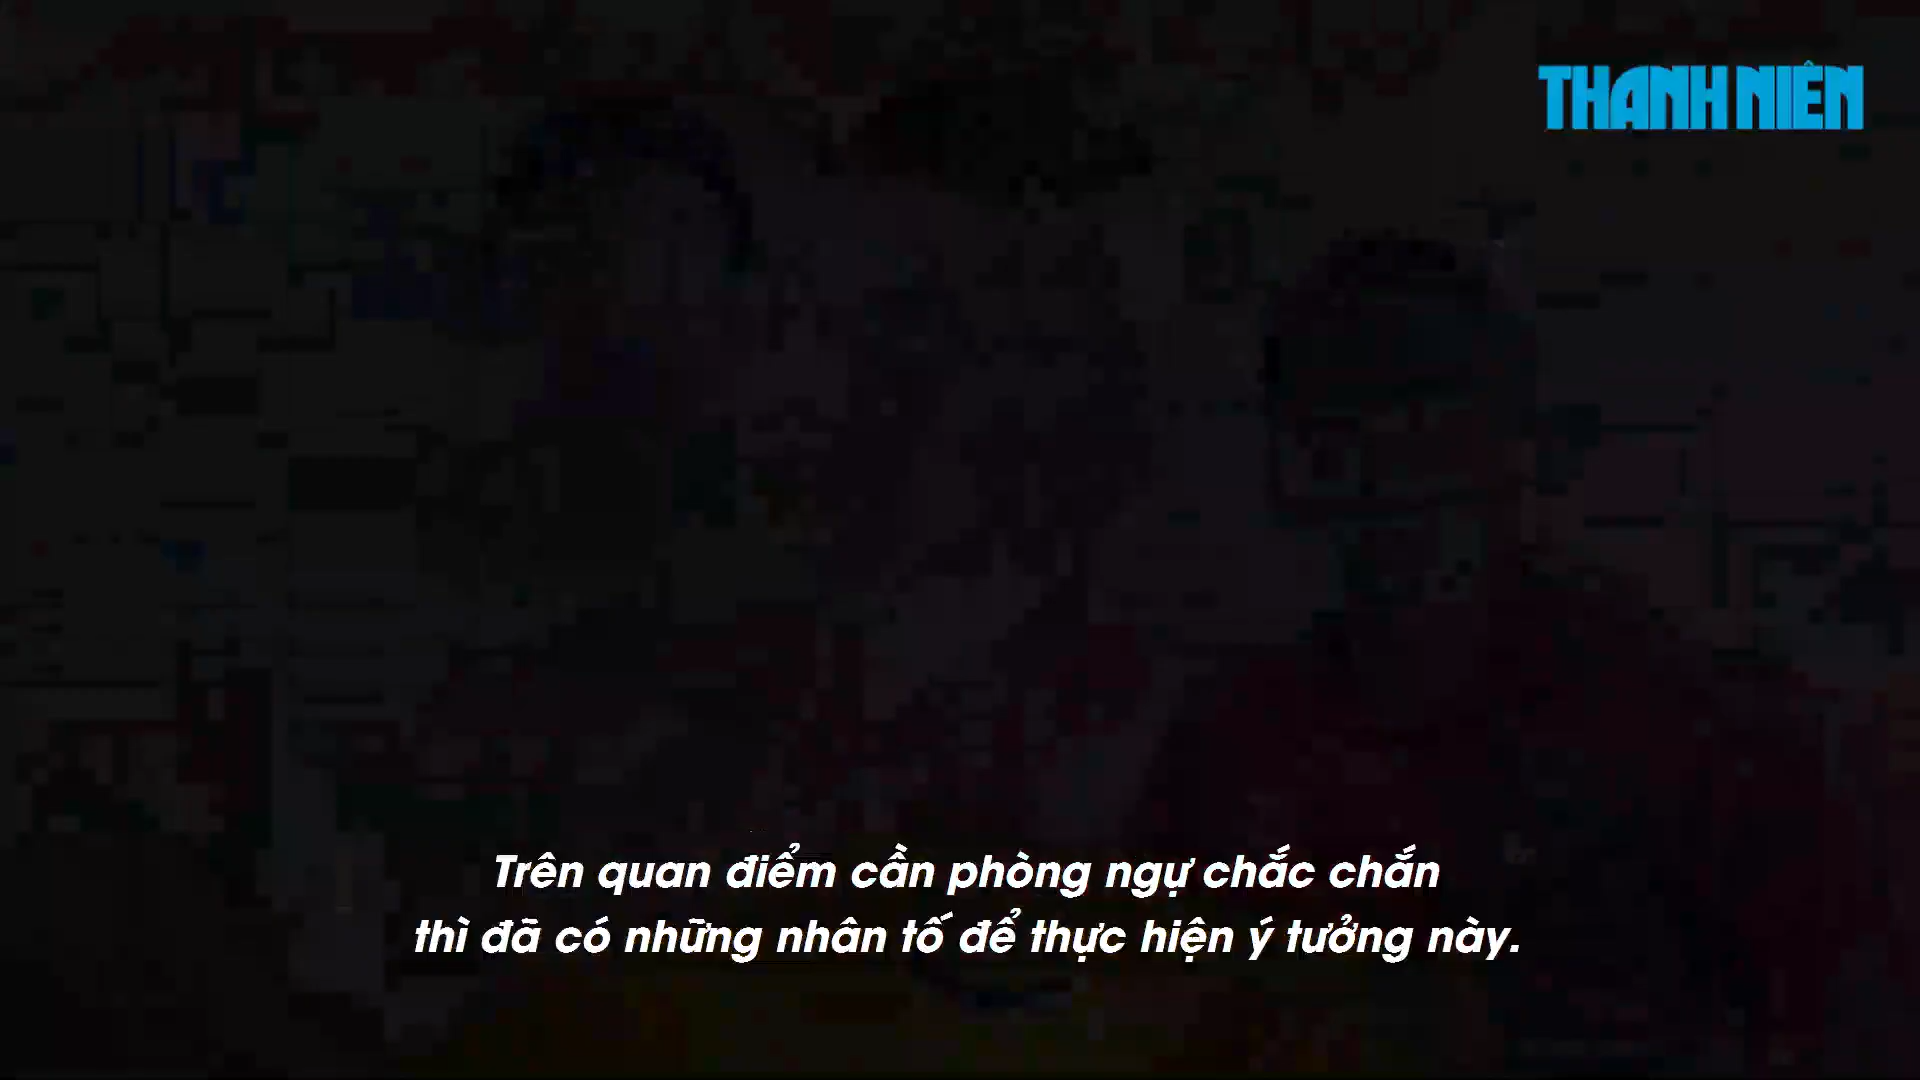 THANH NIÊN
Trên quan điểm cần phòng ngự chắc chắn
thì đã có những nhân tố để thực hiện ý tưởng này.